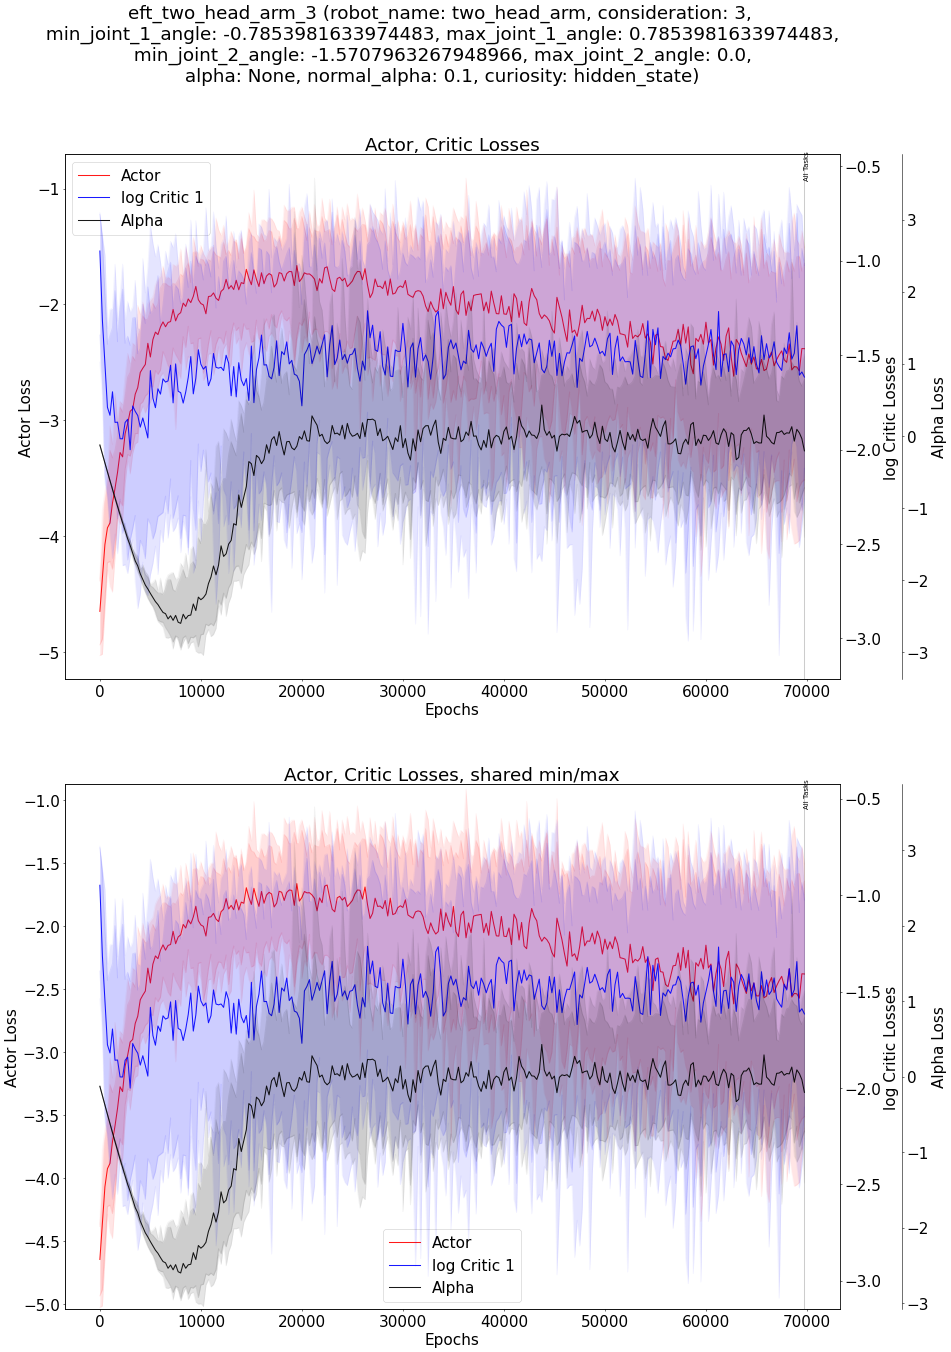 eft_two_head_arm_3 (robot_name: two_head_arm, consideration: 3,
min_joint_1_angle: -0.7853981633974483, max_joint_1_angle: 0.7853981633974483,
min_joint_2_angle: -1.5707963267948966, max_joint_2_angle: 0.0,
alpha: None, normal_alpha: 0.1, curiosity: hidden_state)
Actor, Critic Losses
Actor
log Critic 1
Alpha
All Tasks
−1
−2
−3
−4
−5
Actor Loss
−0.5
−1.0
−1.5
−2.0
−2.5
−3.0
log Critic Losses
3
2
1
0
−1
−2
−3
Alpha Loss
0 10000 20000 30000 40000 50000 60000 70000
Epochs
Actor, Critic Losses, shared min/max
All Tasks
−1.0
−1.5
−2.0
−2.5
−3.0
−3.5
−4.0
−4.5
−5.0
Actor Loss
−0.5
−1.0
−1.5
−2.0
−2.5
−3.0
log Critic Losses
3
2
1
0
−1
−2
−3
Alpha Loss
Actor
log Critic 1
Alpha
0 10000 20000 30000 40000 50000 60000 70000
Epochs